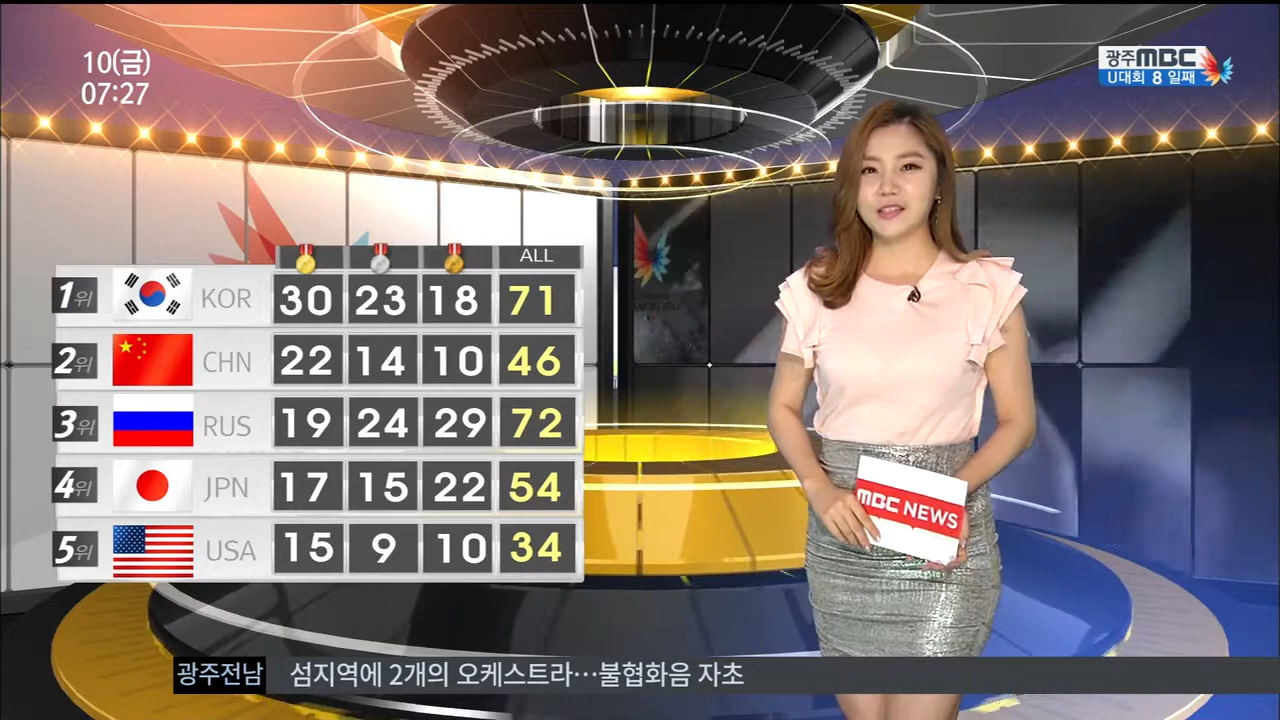 10(금)
07:27
광주MBC
U대회 8 일째
ALL
1위 KOR 30 23 18 71
2위 CHN 22 14 10 46
3위 RUS 19 24 29 72
4위 JPN 17 15 22 54
5위 USA 15 9 10 34
MBC NEWS
광주전남 섬지역에 2개의 오케스트라…불협화음 자초